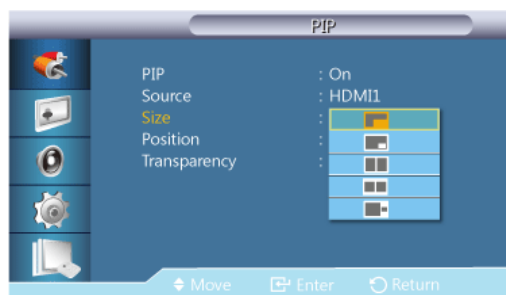 PIP
PIP : On
Source : HDMI1
Size :
Position :
Transparency :
Move Enter Return